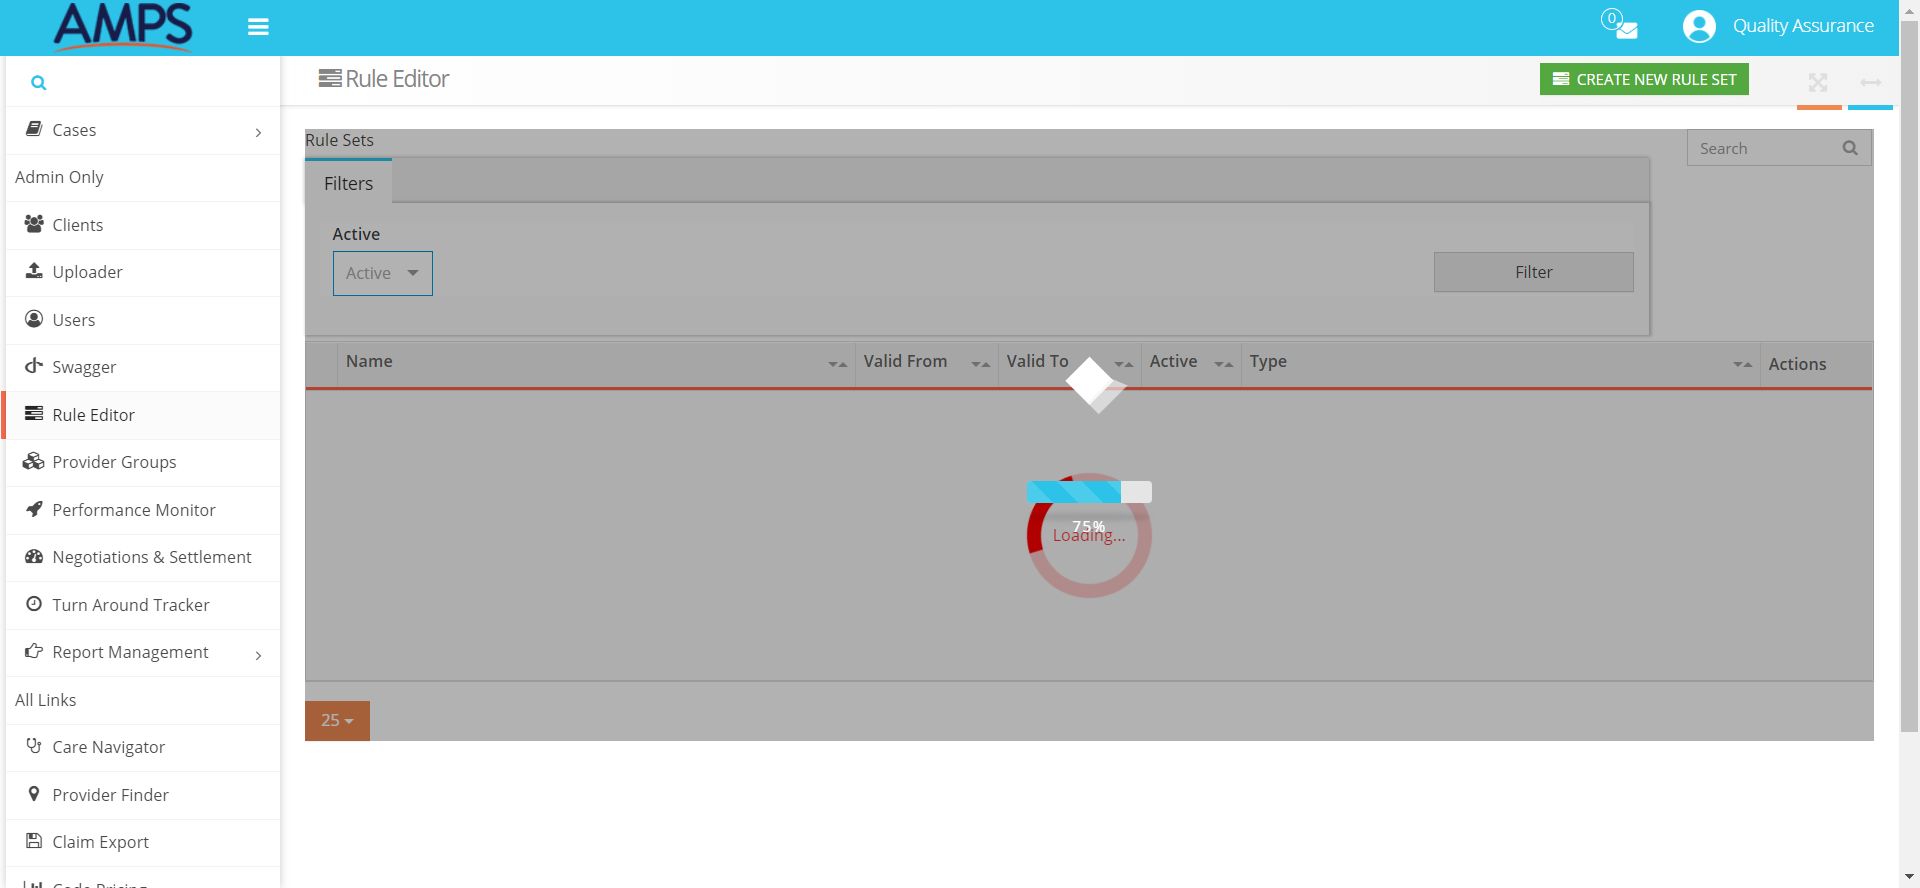 AMPS
0
Quality Assurance
Rule Editor
CREATE NEW RULE SET
Cases
Admin Only
Clients
Uploader
Users
Swagger
Rule Editor
Provider Groups
Performance Monitor
Negotiations & Settlement
Turn Around Tracker
Report Management
All Links
Care Navigator
Provider Finder
Claim Export
Code Pricing
Rule Sets
Search
Filters
Active
Active
Filter
Name
Valid From
Valid To
Active
Type
Actions
75%
Loading...
25